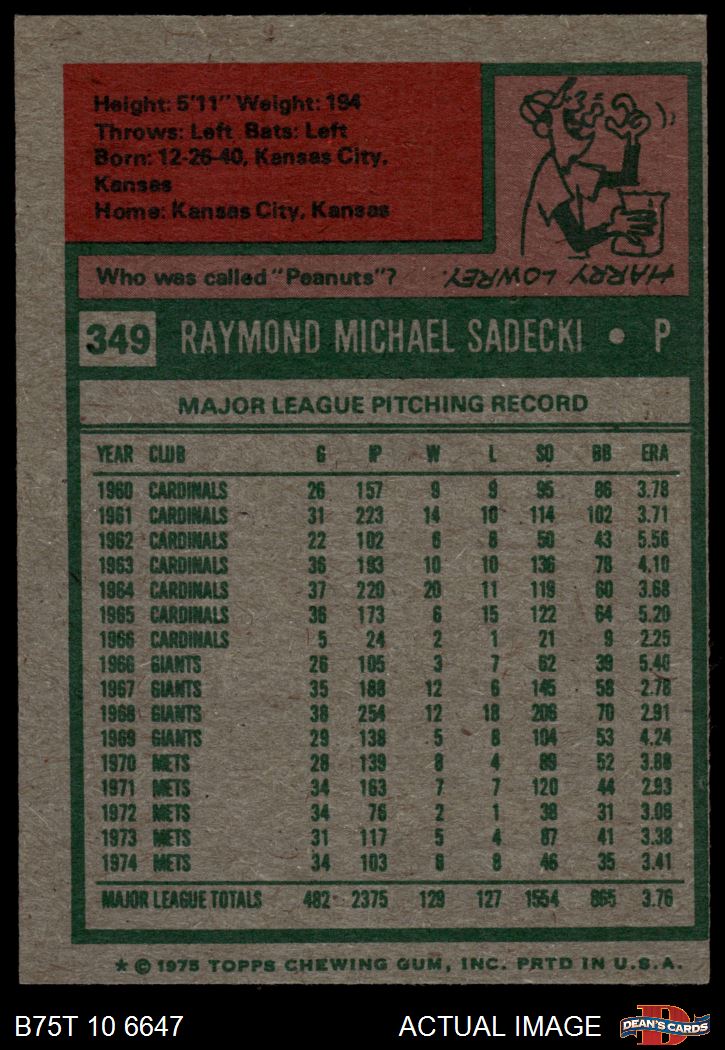 Height: 5'11" Weight: 194
Throws: Left Bats: Left
Born: 12-26-40, Kansas City,
Kansas
Home: Kansas City, Kansas
Who was called "Peanuts"? HARRY LOWREY.
349 RAYMOND MICHAEL SADECKI • P
MAJOR LEAGUE PITCHING RECORD
YEAR CLUB G IP W L SO BB ERA
1960 CARDINALS 26 157 9 9 95 86 3.78
1961 CARDINALS 31 223 14 10 114 102 3.71
1962 CARDINALS 22 102 6 8 50 43 5.56
1963 CARDINALS 36 193 10 10 136 78 4.10
1964 CARDINALS 37 220 20 11 119 60 3.68
1965 CARDINALS 36 173 6 15 122 64 5.20
1966 CARDINALS 5 24 2 1 21 9 2.25
1966 GIANTS 26 105 3 7 62 39 5.40
1967 GIANTS 35 188 12 6 145 58 2.78
1968 GIANTS 38 254 12 18 206 70 2.91
1969 GIANTS 29 138 5 8 104 53 4.24
1970 METS 28 139 8 4 89 52 3.88
1971 METS 34 163 7 7 120 44 2.93
1972 METS 34 76 2 1 38 31 3.08
1973 METS 31 117 5 4 87 41 3.38
1974 METS 34 103 8 8 46 35 3.41
MAJOR LEAGUE TOTALS 482 2375 129 127 1554 865 3.76
* © 1975 TOPPS CHEWING GUM, INC. PRTD IN U.S.A.
B75T 10 6647 ACTUAL IMAGE D DEAN'S CARDS